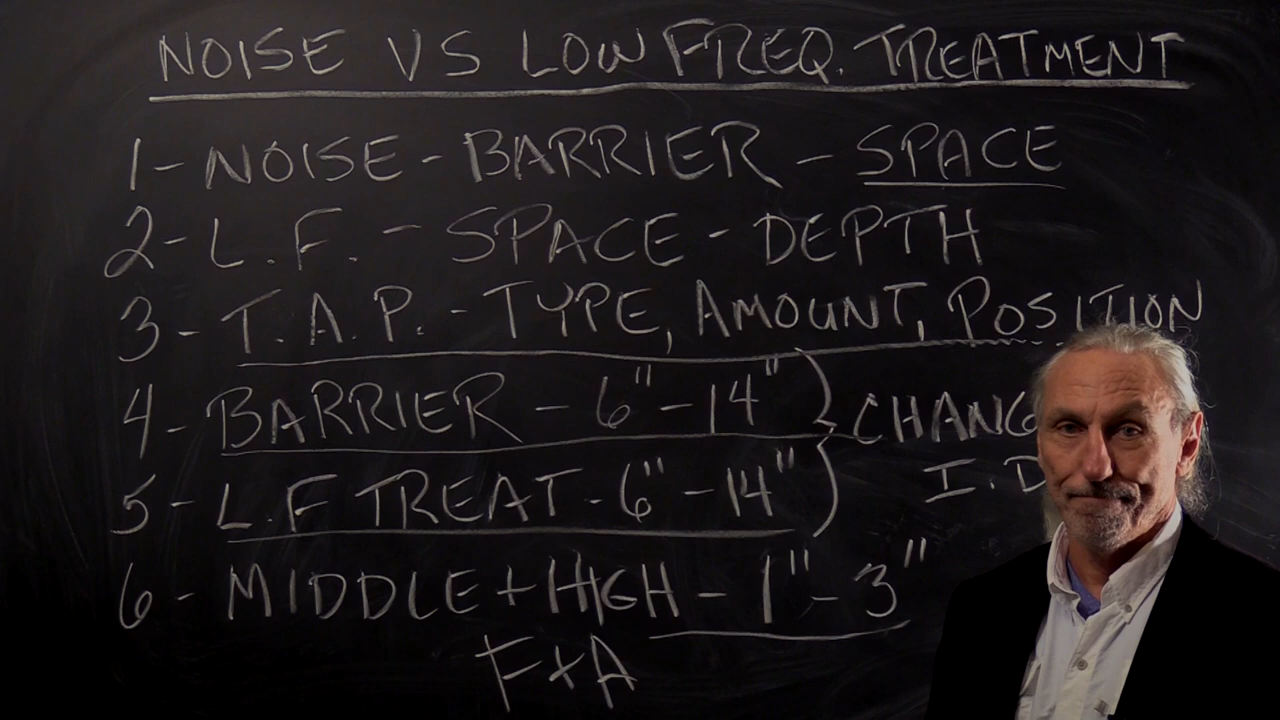 NOISE VS LOW FREQ. TREATMENT
1- NOISE - BARRIER - SPACE
2- L.F. - SPACE - DEPTH
3- T.A.P. - TYPE, AMOUNT, POSITION
4- BARRIER - 6" - 14" } CHANG
5- L.F TREAT - 6" - 14" ) I.D
6- MIDDLE + HIGH - 1" - 3"
F + A